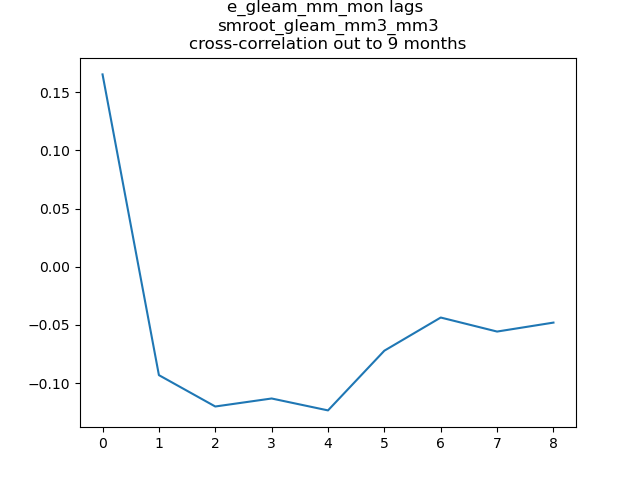 e_gleam_mm_mon lags
smroot_gleam_mm3_mm3
cross-correlation out to 9 months
0.15
0.10
0.05
0.00
−0.05
−0.10
0 1 2 3 4 5 6 7 8